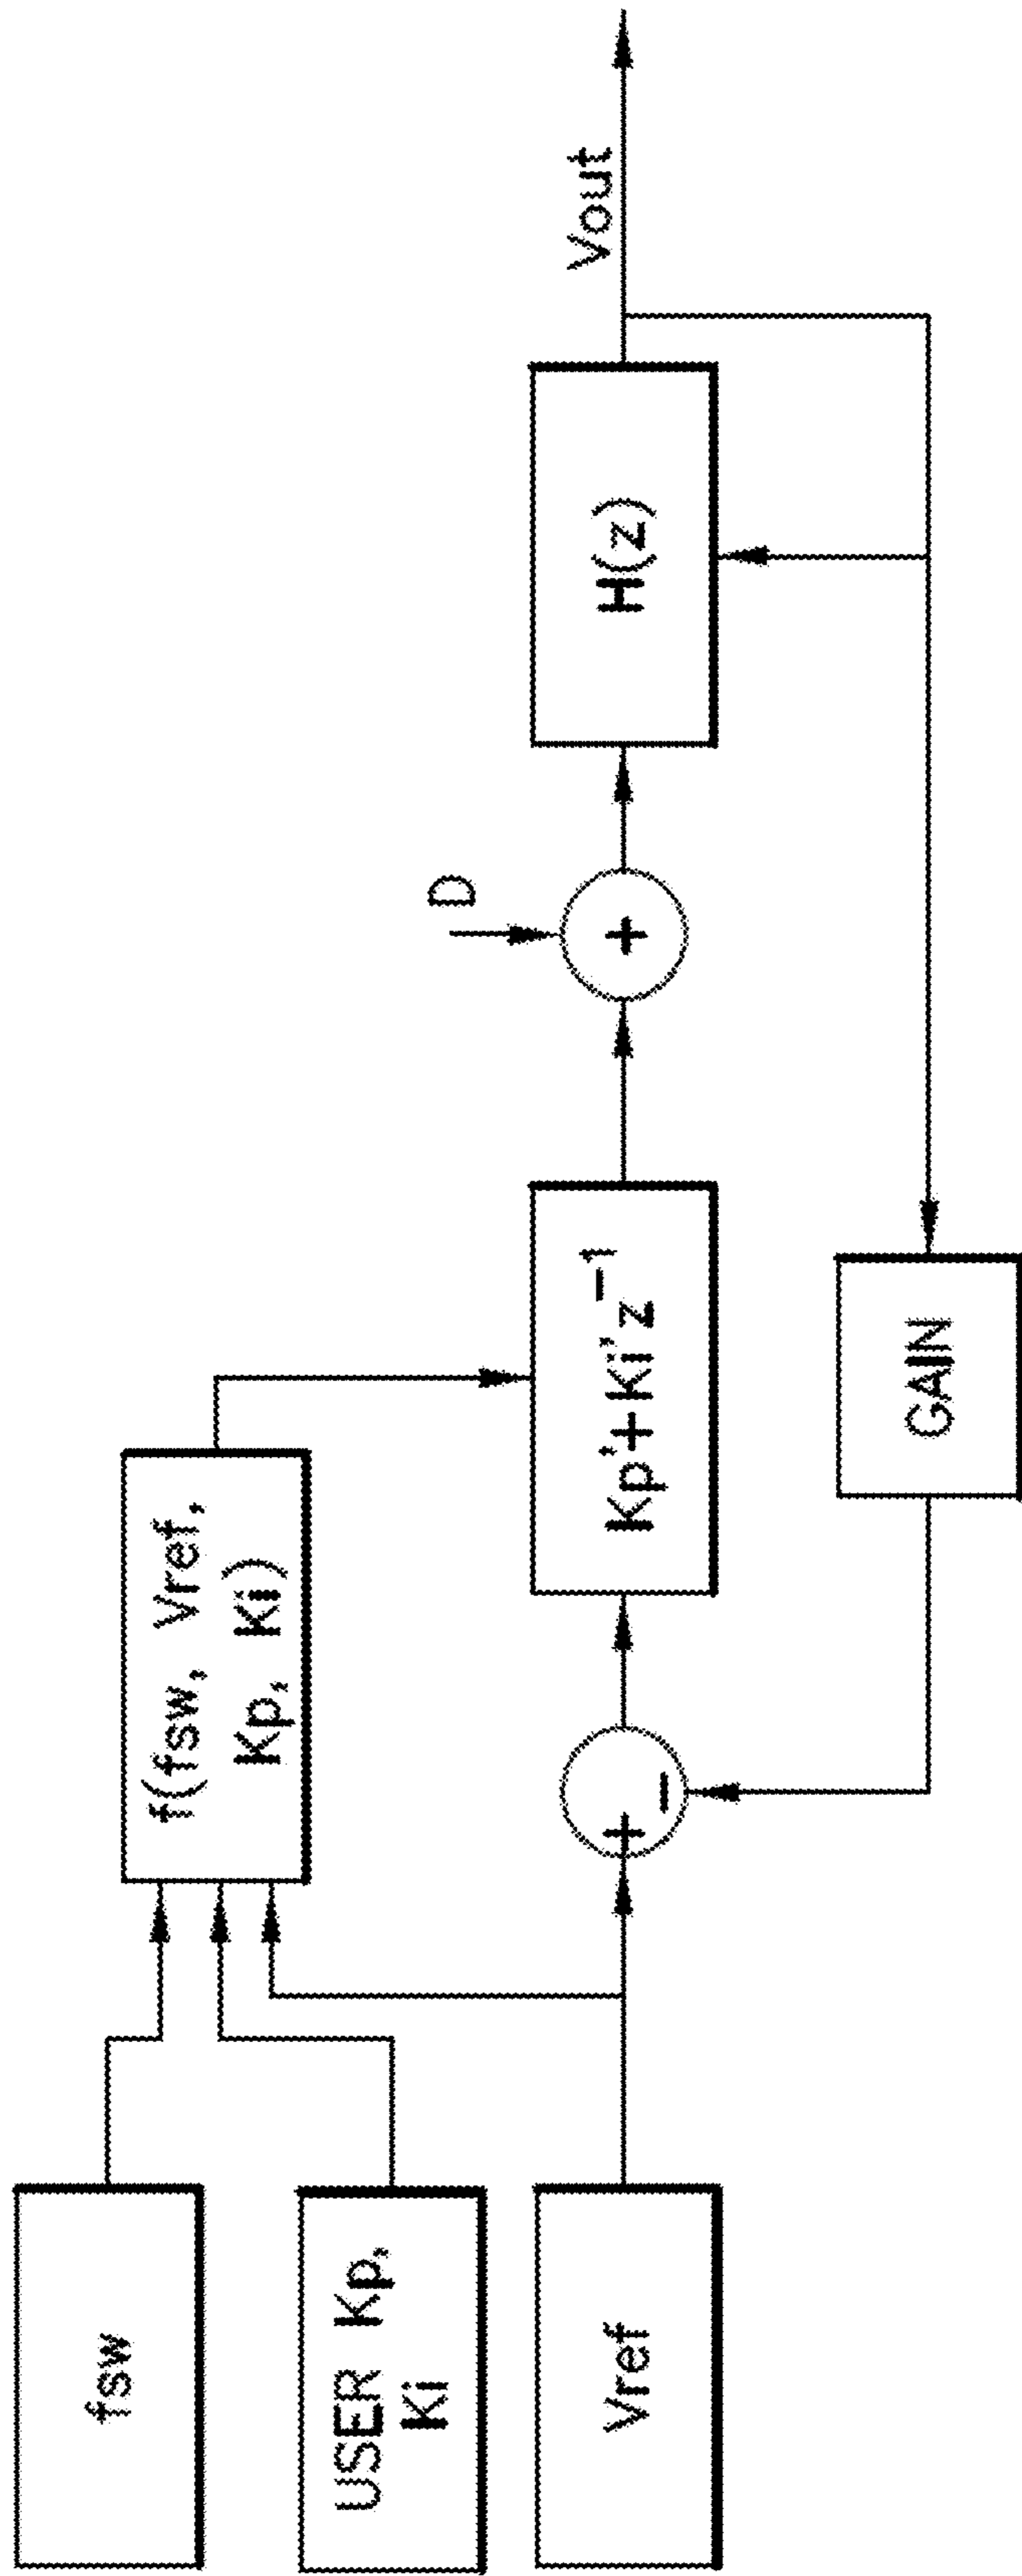 fsw
USER Kp,
Ki
Vref
f(fsw, Vref,
Kp, Ki)
+
−
Kp'+Ki'z⁻¹
GAIN
D
+
H(z)
Vout